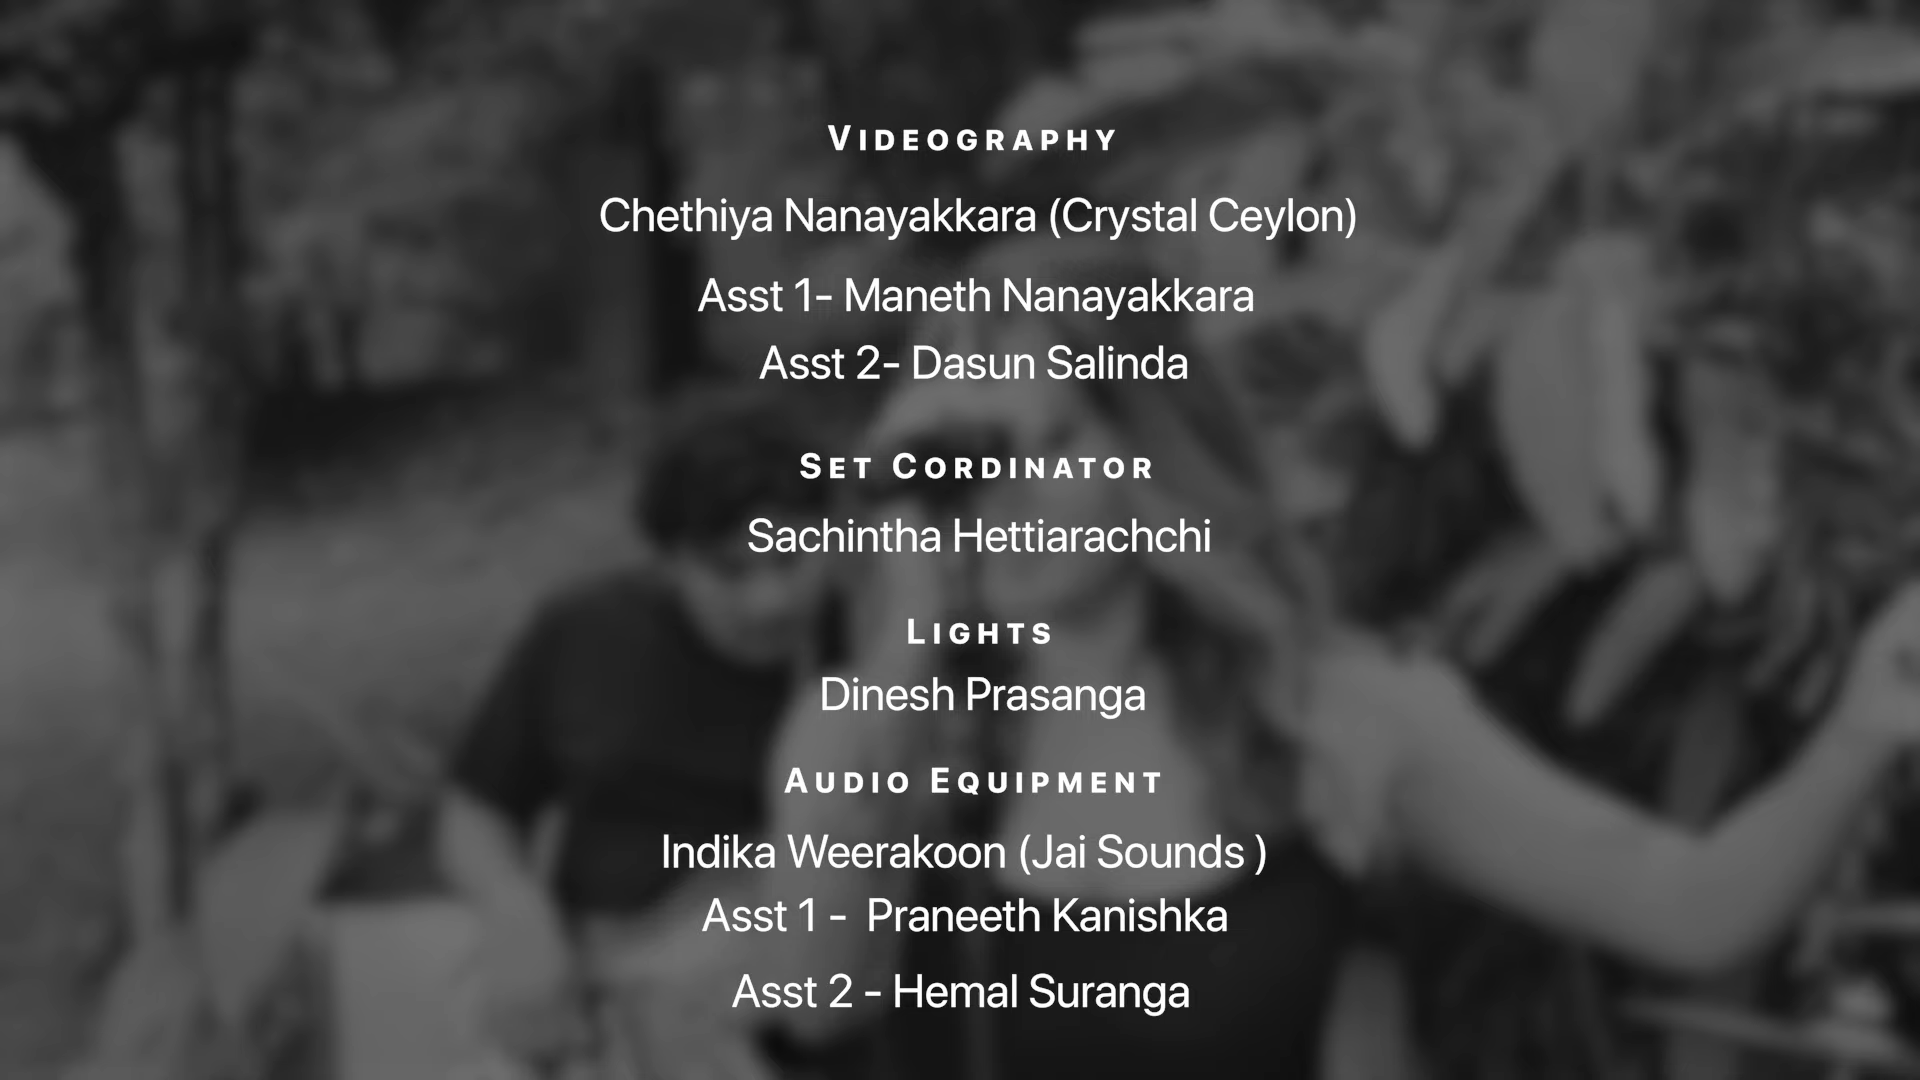 Videography
Chethiya Nanayakkara (Crystal Ceylon)
Asst 1- Maneth Nanayakkara
Asst 2- Dasun Salinda
Set Cordinator
Sachintha Hettiarachchi
Lights
Dinesh Prasanga
Audio Equipment
Indika Weerakoon (Jai Sounds )
Asst 1 -  Praneeth Kanishka
Asst 2 - Hemal Suranga